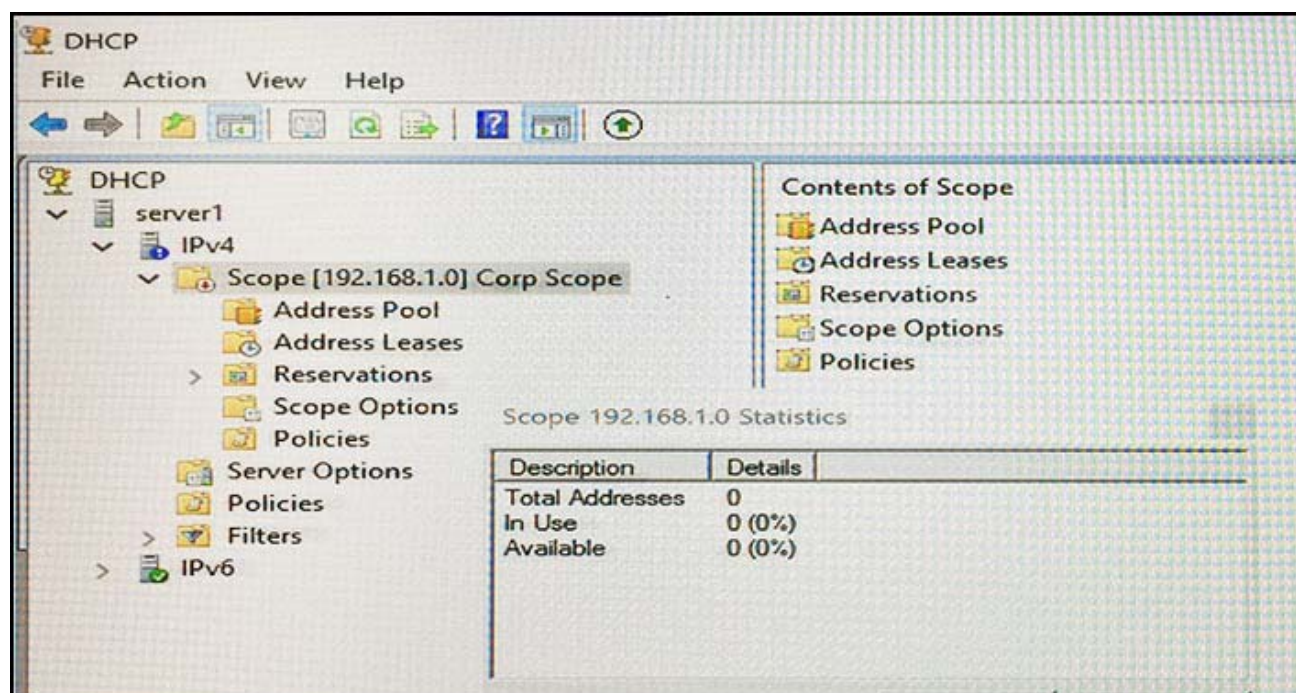 DHCP
File Action View Help
DHCP
server1
IPv4
Scope [192.168.1.0] Corp Scope
Address Pool
Address Leases
Reservations
Scope Options
Policies
Server Options
Policies
Filters
IPv6
Contents of Scope
Address Pool
Address Leases
Reservations
Scope Options
Policies
Scope 192.168.1.0 Statistics
Description Details
Total Addresses 0
In Use 0 (0%)
Available 0 (0%)